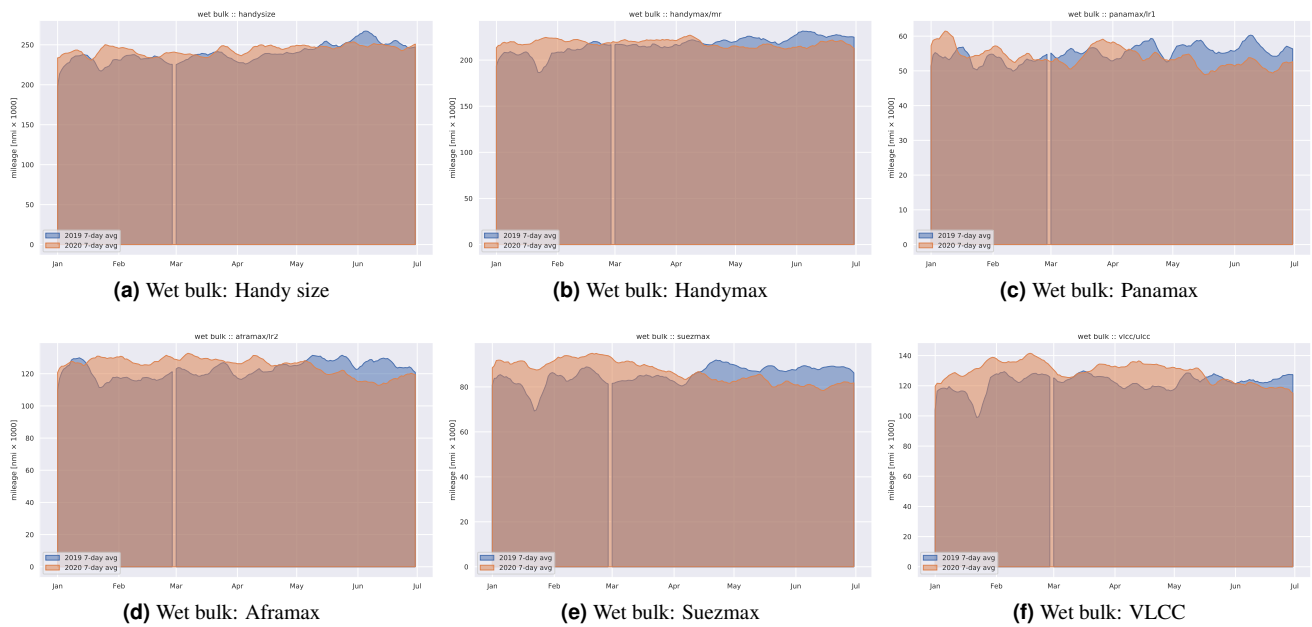 wet bulk :: handysize
mileage [nmi × 1000]
250
200
150
100
50
0
2019 7-day avg
2020 7-day avg
Jan Feb Mar Apr May Jun Jul
(a) Wet bulk: Handy size
wet bulk :: handymax/mr
mileage [nmi × 1000]
200
150
100
50
0
2019 7-day avg
2020 7-day avg
Jan Feb Mar Apr May Jun Jul
(b) Wet bulk: Handymax
wet bulk :: panamax/lr1
mileage [nmi × 1000]
60
50
40
30
20
10
0
2019 7-day avg
2020 7-day avg
Jan Feb Mar Apr May Jun Jul
(c) Wet bulk: Panamax
wet bulk :: aframax/lr2
mileage [nmi × 1000]
120
100
80
60
40
20
0
2019 7-day avg
2020 7-day avg
Jan Feb Mar Apr May Jun Jul
(d) Wet bulk: Aframax
wet bulk :: suezmax
mileage [nmi × 1000]
80
60
40
20
0
2019 7-day avg
2020 7-day avg
Jan Feb Mar Apr May Jun Jul
(e) Wet bulk: Suezmax
wet bulk :: vlcc/ulcc
mileage [nmi × 1000]
140
120
100
80
60
40
20
0
2019 7-day avg
2020 7-day avg
Jan Feb Mar Apr May Jun Jul
(f) Wet bulk: VLCC